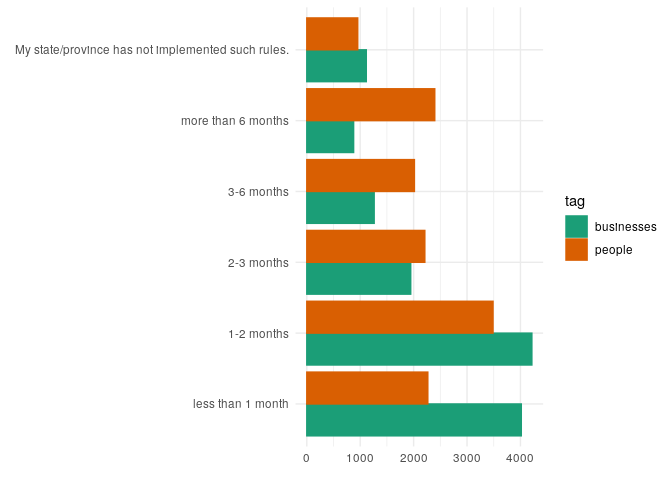 My state/province has not implemented such rules.
more than 6 months
3-6 months
2-3 months
1-2 months
less than 1 month
0 1000 2000 3000 4000
tag
businesses
people